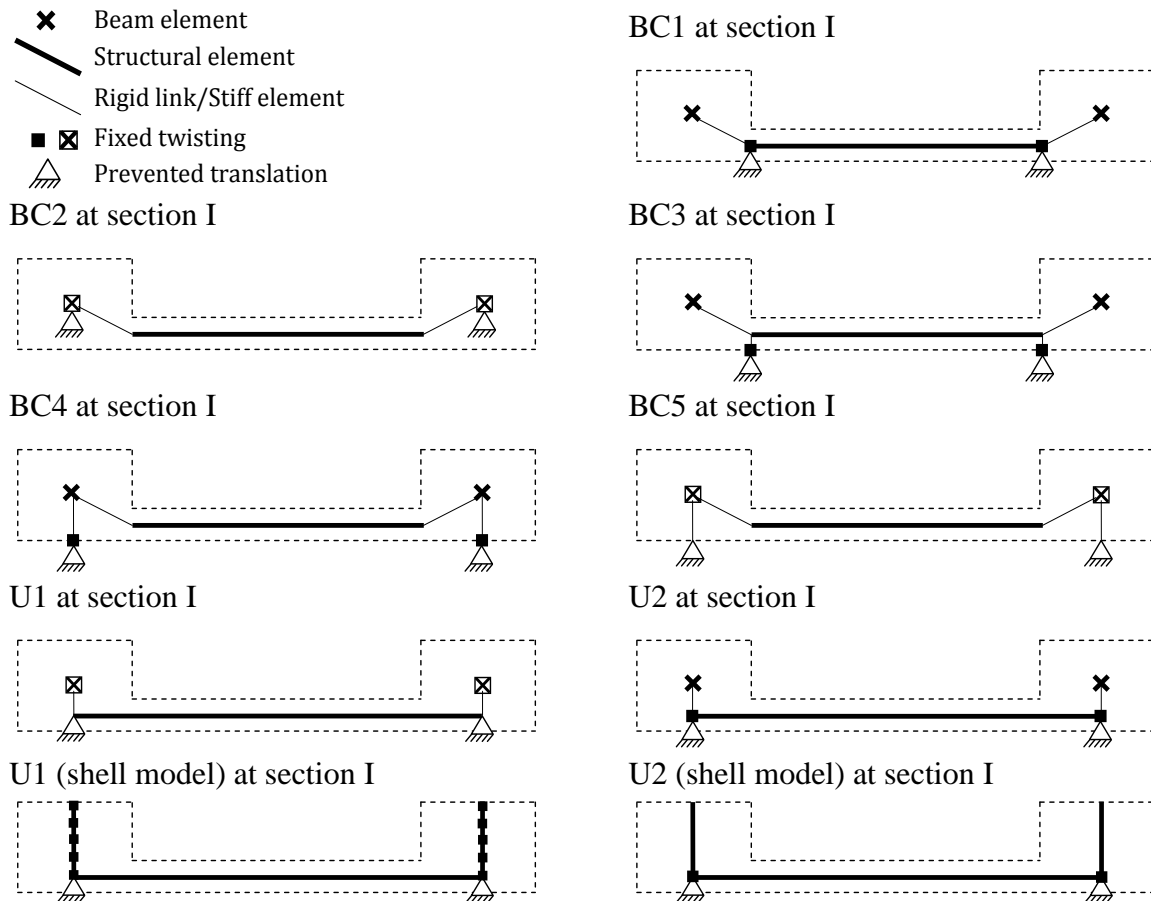 Beam element
Structural element
Rigid link/Stiff element
Fixed twisting
Prevented translation
BC1 at section I
BC2 at section I
BC3 at section I
BC4 at section I
BC5 at section I
U1 at section I
U2 at section I
U1 (shell model) at section I
U2 (shell model) at section I